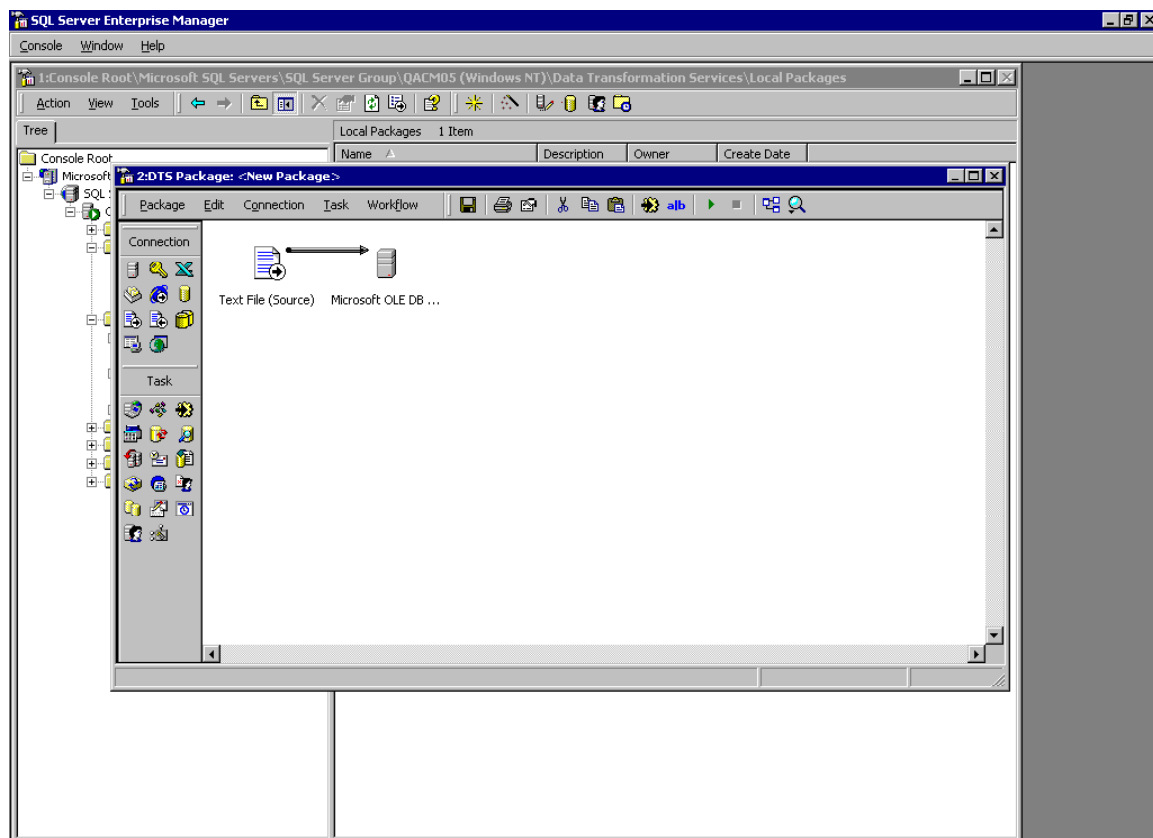 SQL Server Enterprise Manager
Console Window Help
1:Console Root\Microsoft SQL Servers\SQL Server Group\QACM05 (Windows NT)\Data Transformation Services\Local Packages
Action View Tools
Tree
Local Packages 1 Item
Console Root
Name Description Owner Create Date
Microsoft
2:DTS Package: <New Package>
SQL
Package Edit Connection Task Workflow
a|b
Connection
Text File (Source) Microsoft OLE DB ...
Task